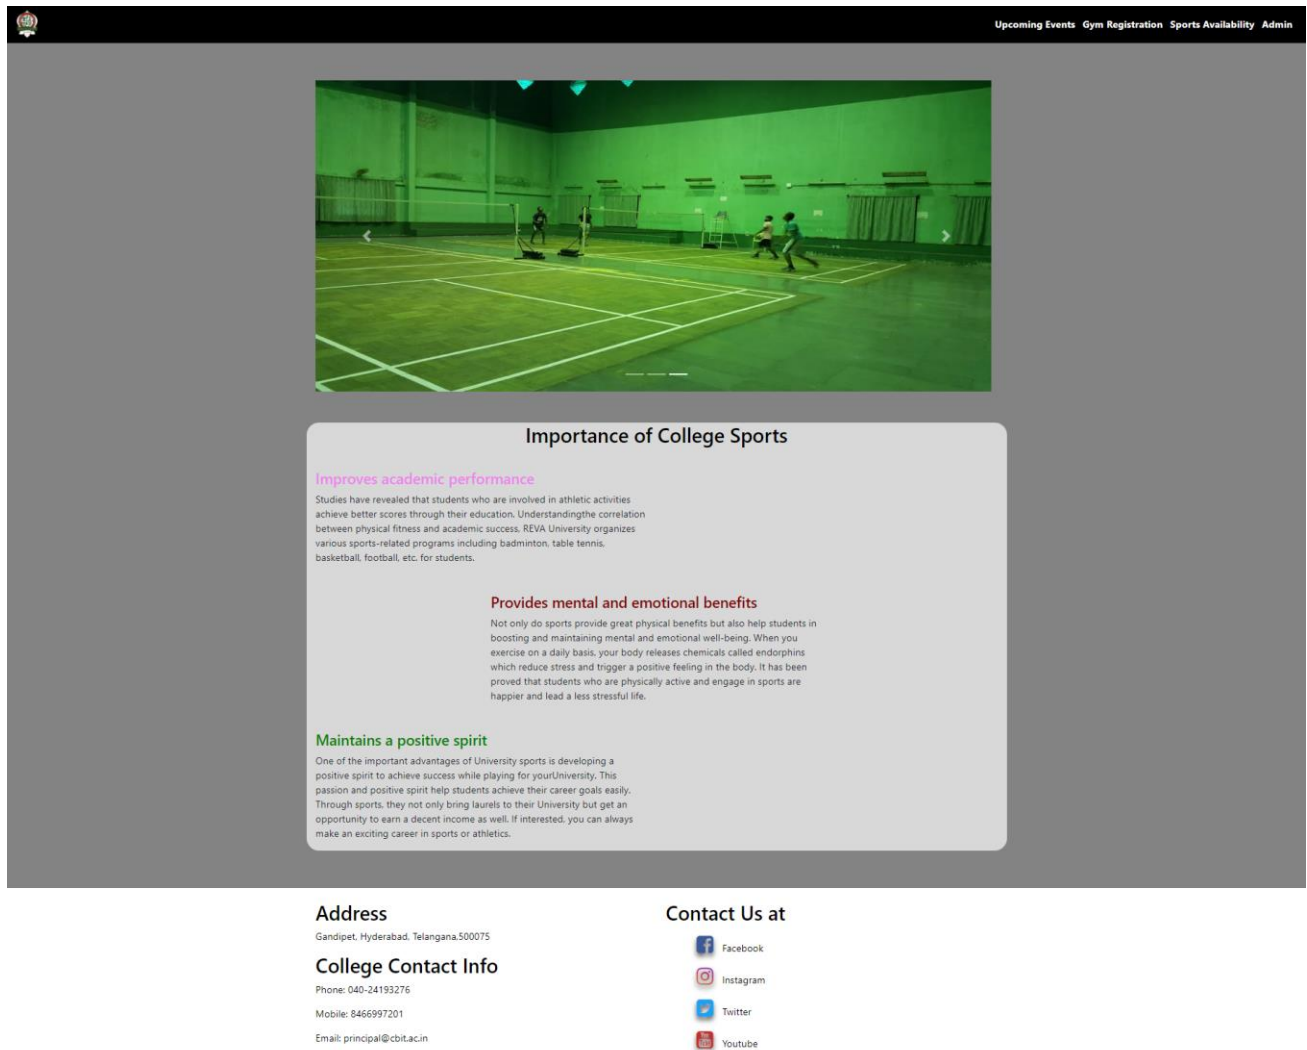 Upcoming Events Gym Registration Sports Availability Admin
Importance of College Sports
Improves academic performance
Studies have revealed that students who are involved in athletic activities
achieve better scores through their education. Understandingthe correlation
between physical fitness and academic success, REVA University organizes
various sports-related programs including badminton, table tennis,
basketball, football, etc. for students.
Provides mental and emotional benefits
Not only do sports provide great physical benefits but also help students in
boosting and maintaining mental and emotional well-being. When you
exercise on a daily basis, your body releases chemicals called endorphins
which reduce stress and trigger a positive feeling in the body. It has been
proved that students who are physically active and engage in sports are
happier and lead a less stressful life.
Maintains a positive spirit
One of the important advantages of University sports is developing a
positive spirit to achieve success while playing for yourUniversity. This
passion and positive spirit help students achieve their career goals easily.
Through sports, they not only bring laurels to their University but get an
opportunity to earn a decent income as well. If interested, you can always
make an exciting career in sports or athletics.
Address
Gandipet, Hyderabad, Telangana,500075
College Contact Info
Phone: 040-24193276
Mobile: 8466997201
Email: principal@cbit.ac.in
Contact Us at
Facebook
Instagram
Twitter
Youtube